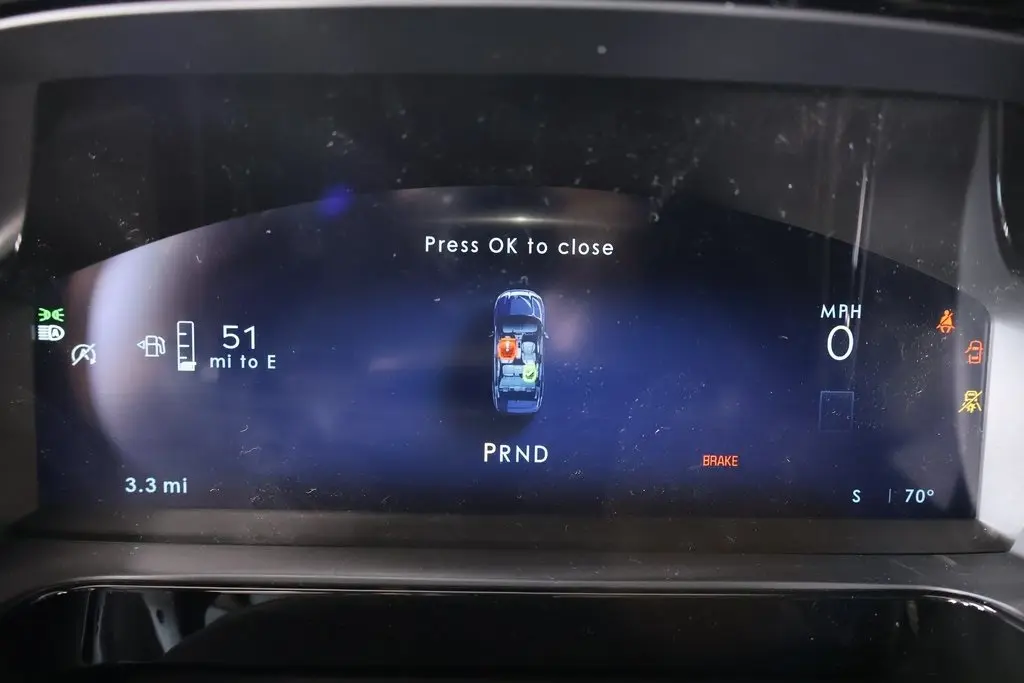 Press OK to close
51
mi to E
MPH
0
A
PRND
BRAKE
3.3 mi
S
70°